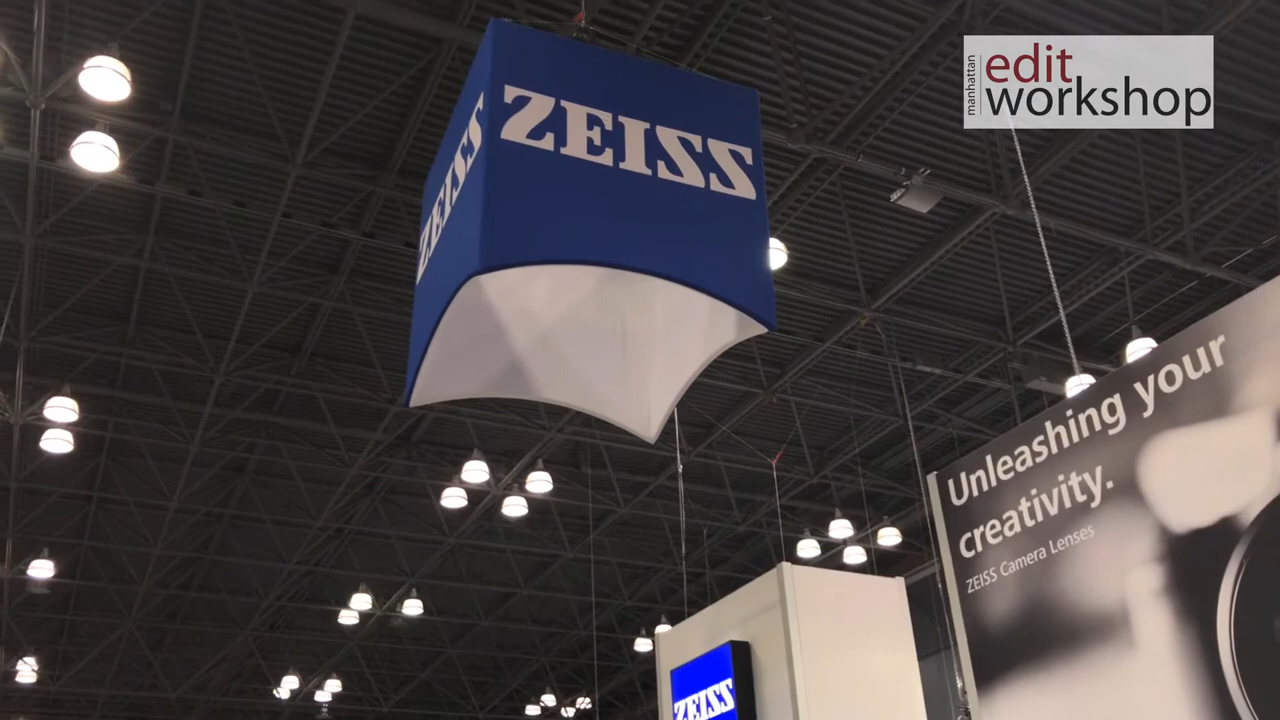 manhattan
edit
workshop
ZEISS
ZEISS
Unleashing your
creativity.
ZEISS Camera Lenses
ZEISS